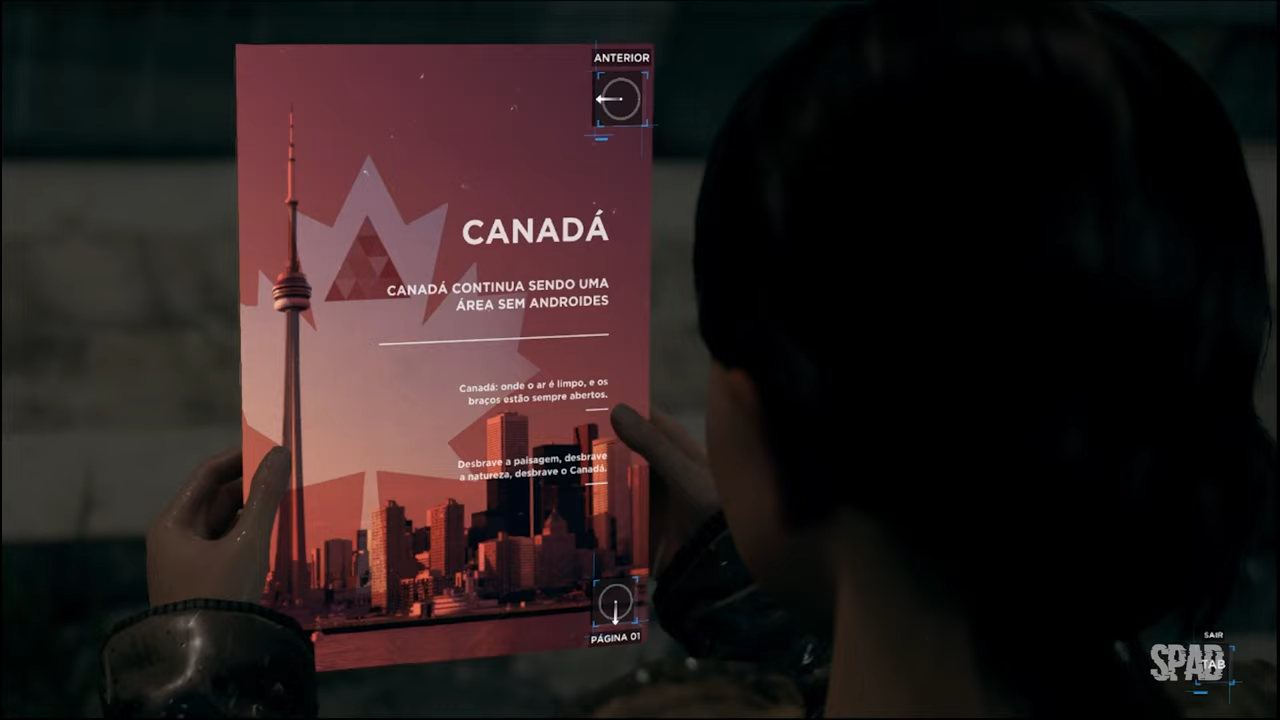 ANTERIOR
CANADÁ
CANADÁ CONTINUA SENDO UMA
ÁREA SEM ANDROIDES
Canadá: onde o ar é limpo, e os
braços estão sempre abertos.
Desbrave a paisagem, desbrave
a natureza, desbrave o Canadá.
PÁGINA 01
SAIR
TAB
SPAD